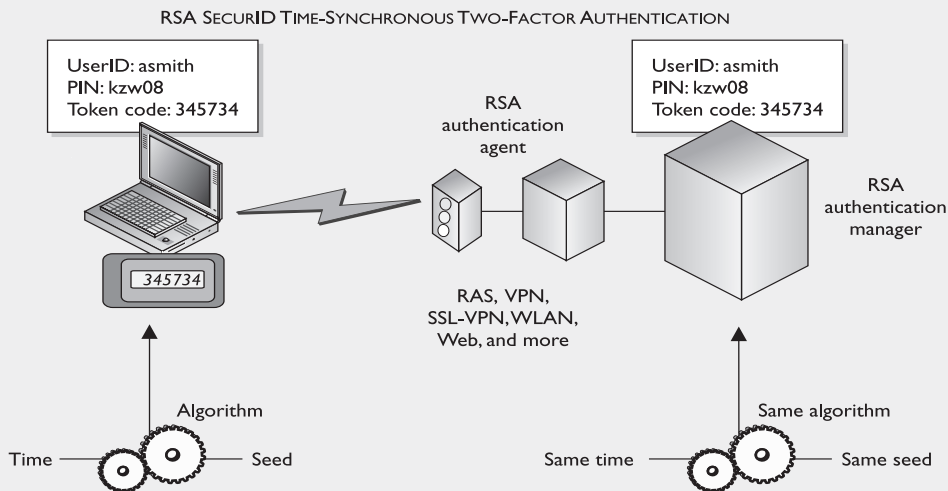 RSA SECURID TIME-SYNCHRONOUS TWO-FACTOR AUTHENTICATION
UserID: asmith
PIN: kzw08
Token code: 345734
345734
RSA
authentication
agent
RAS, VPN,
SSL-VPN, WLAN,
Web, and more
UserID: asmith
PIN: kzw08
Token code: 345734
RSA
authentication
manager
Algorithm
Time
Seed
Same algorithm
Same time
Same seed